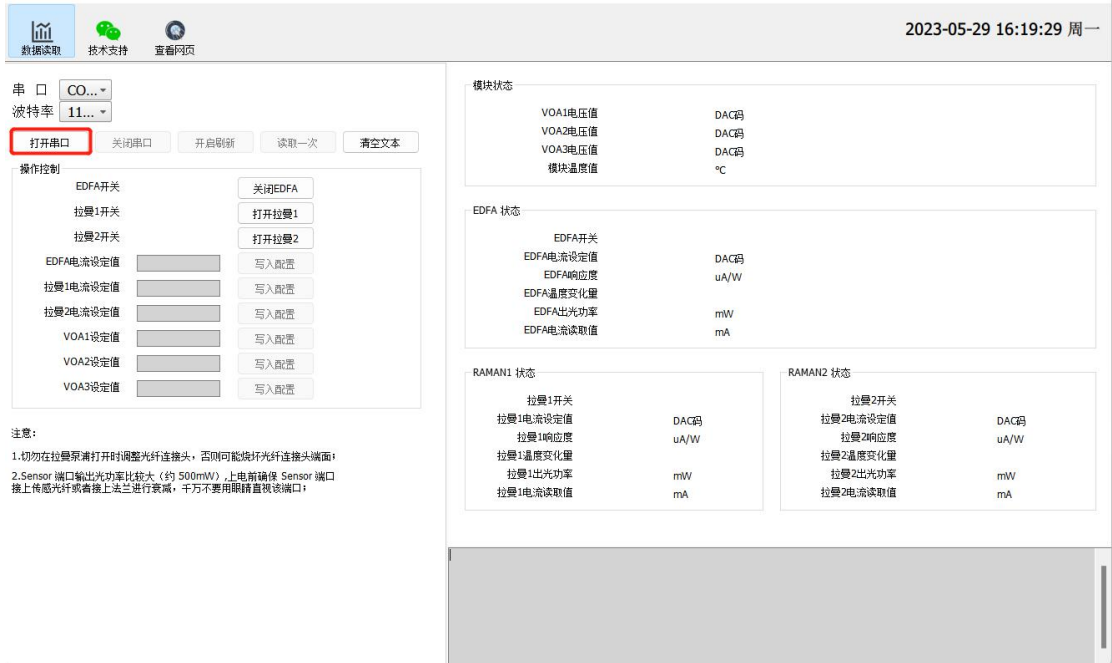 数据读取 技术支持 查看网页
2023-05-29 16:19:29 周一
串 口 CO...
波特率 11...
打开串口 关闭串口 开启刷新 读取一次 清空文本
操作控制
EDFA开关 关闭EDFA
拉曼1开关 打开拉曼1
拉曼2开关 打开拉曼2
EDFA电流设定值 写入配置
拉曼1电流设定值 写入配置
拉曼2电流设定值 写入配置
VOA1设定值 写入配置
VOA2设定值 写入配置
VOA3设定值 写入配置
注意：
1.切勿在拉曼泵浦打开时调整光纤连接头，否则可能烧坏光纤连接头端面；
2.Sensor 端口输出光功率比较大（约 500mW）,上电前确保 Sensor 端口
接上传感光纤或者接上法兰进行衰减，千万不要用眼睛直视该端口；
模块状态
VOA1电压值 DAC码
VOA2电压值 DAC码
VOA3电压值 DAC码
模块温度值 °C
EDFA 状态
EDFA开关
EDFA电流设定值 DAC码
EDFA响应度 uA/W
EDFA温度变化量
EDFA出光功率 mW
EDFA电流读取值 mA
RAMAN1 状态
拉曼1开关
拉曼1电流设定值 DAC码
拉曼1响应度 uA/W
拉曼1温度变化量
拉曼1出光功率 mW
拉曼1电流读取值 mA
RAMAN2 状态
拉曼2开关
拉曼2电流设定值 DAC码
拉曼2响应度 uA/W
拉曼2温度变化量
拉曼2出光功率 mW
拉曼2电流读取值 mA